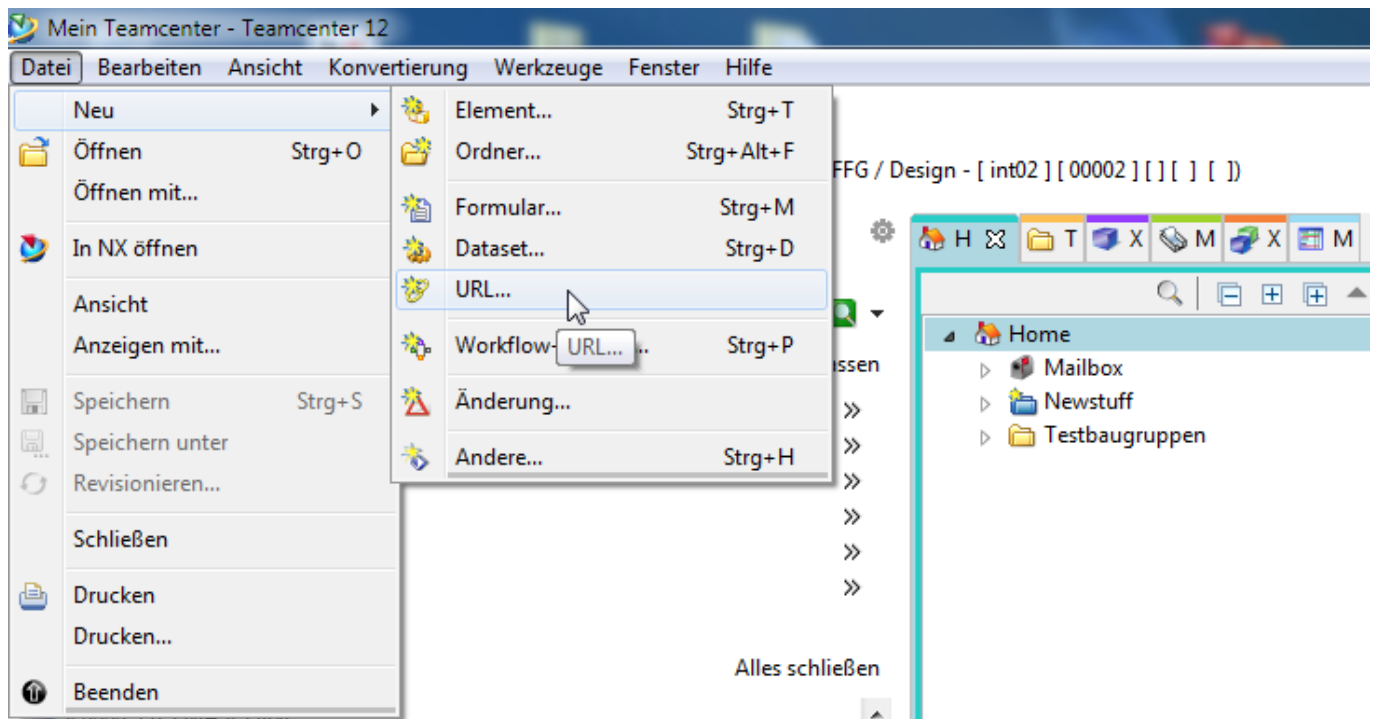 Mein Teamcenter - Teamcenter 12
Datei Bearbeiten Ansicht Konvertierung Werkzeuge Fenster Hilfe
Neu
Öffnen Strg+O
Öffnen mit...
In NX öffnen
Ansicht
Anzeigen mit...
Speichern Strg+S
Speichern unter
Revisionieren...
Schließen
Drucken
Drucken...
Beenden
Element... Strg+T
Ordner... Strg+Alt+F
Formular... Strg+M
Dataset... Strg+D
URL...
Workflow- .. Strg+P
URL...
Änderung...
Andere... Strg+H
FFG / Design - [ int02 ] [ 00002 ] [ ] [ ] [ ])
H T X M X M
ssen
Alles schließen
Home
Mailbox
Newstuff
Testbaugruppen